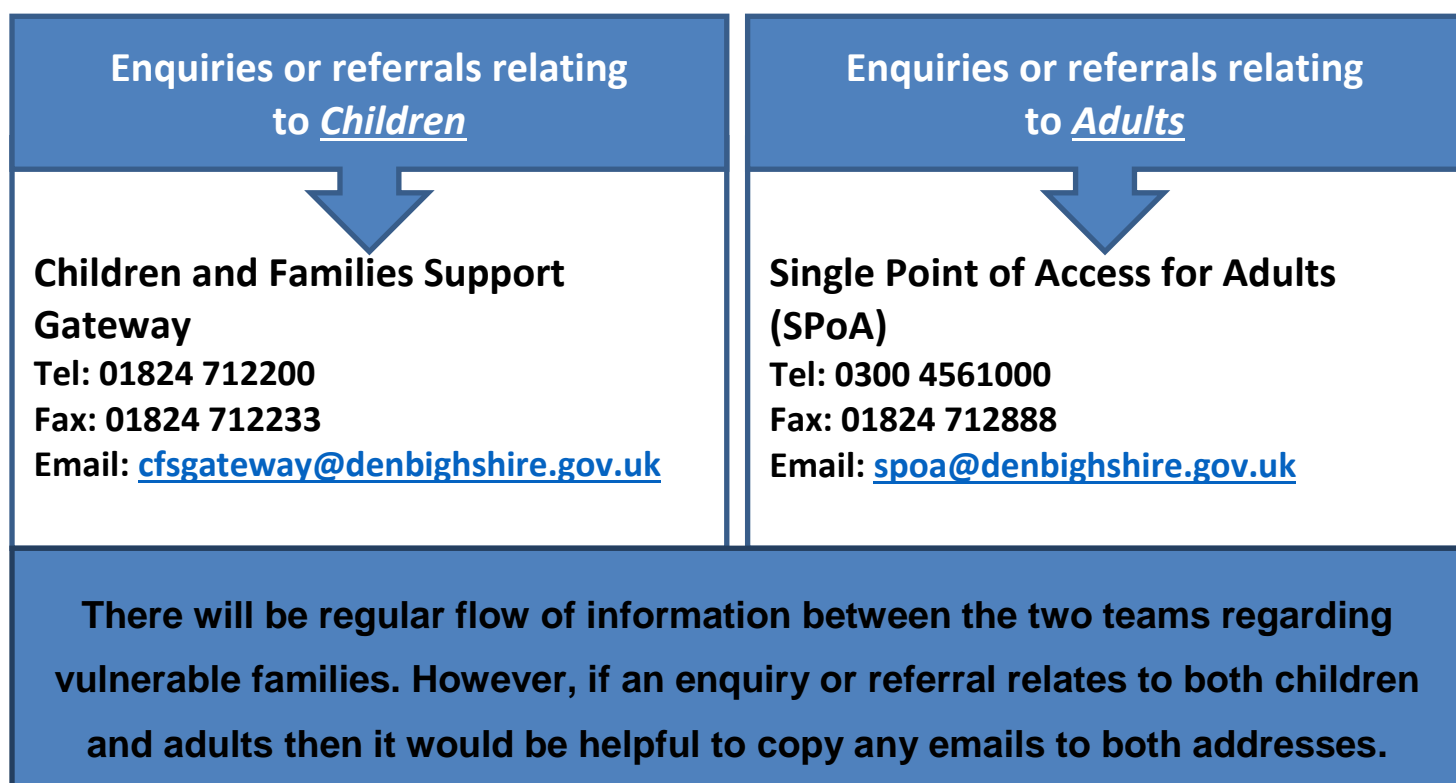 Enquiries or referrals relating
to Children
Children and Families Support
Gateway
Tel: 01824 712200
Fax: 01824 712233
Email: cfsgateway@denbighshire.gov.uk
Enquiries or referrals relating
to Adults
Single Point of Access for Adults
(SPoA)
Tel: 0300 4561000
Fax: 01824 712888
Email: spoa@denbighshire.gov.uk
There will be regular flow of information between the two teams regarding
vulnerable families. However, if an enquiry or referral relates to both children
and adults then it would be helpful to copy any emails to both addresses.